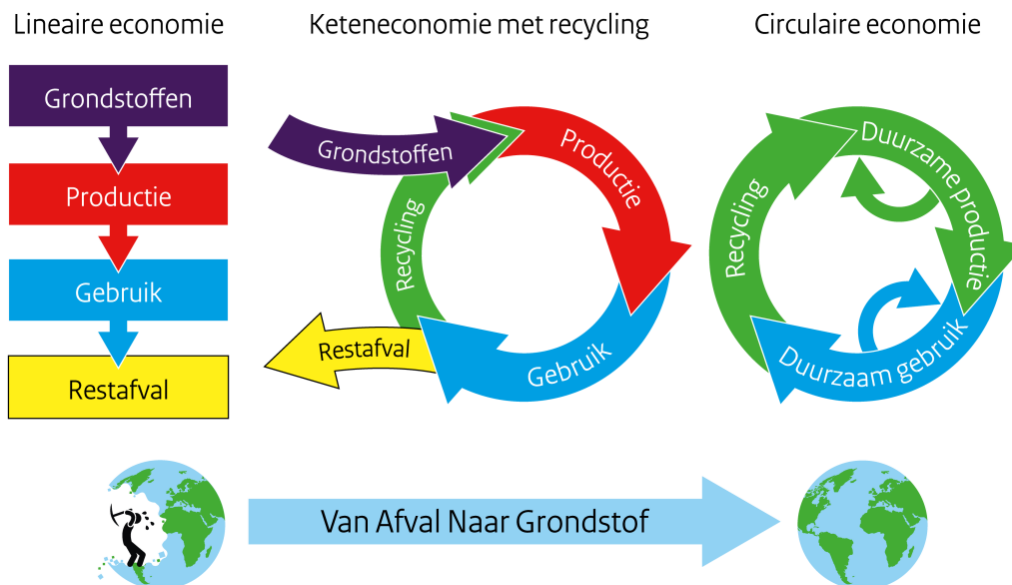 Lineaire economie
Grondstoffen
Productie
Gebruik
Restafval
Keteneconomie met recycling
Grondstoffen
Productie
Gebruik
Recycling
Restafval
Circulaire economie
Duurzame productie
Duurzaam gebruik
Recycling
Van Afval Naar Grondstof